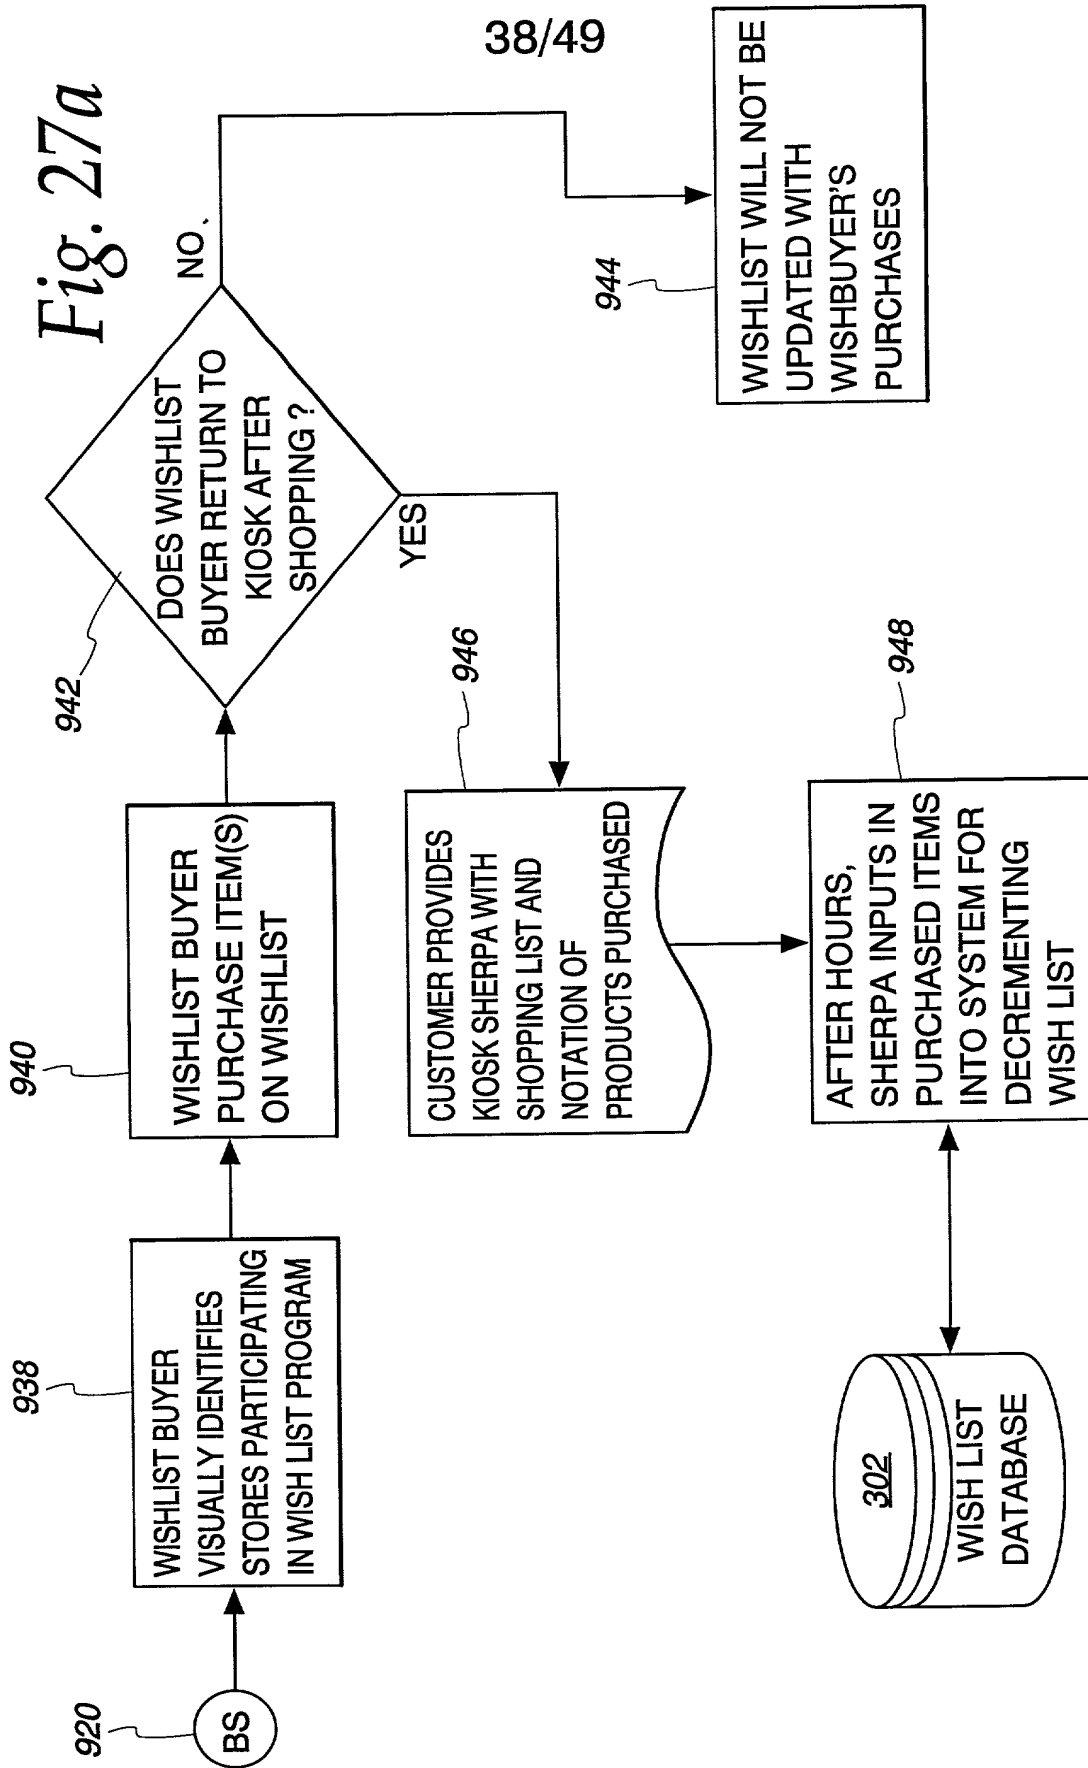 38/49
Fig. 27a
920
BS
938
WISHLIST BUYER
VISUALLY IDENTIFIES
STORES PARTICIPATING
IN WISH LIST PROGRAM
940
WISHLIST BUYER
PURCHASE ITEM(S)
ON WISHLIST
942
DOES WISHLIST
BUYER RETURN TO
KIOSK AFTER
SHOPPING ?
NO.
YES
944
WISHLIST WILL NOT BE
UPDATED WITH
WISHBUYER'S
PURCHASES
946
CUSTOMER PROVIDES
KIOSK SHERPA WITH
SHOPPING LIST AND
NOTATION OF
PRODUCTS PURCHASED
948
AFTER HOURS,
SHERPA INPUTS IN
PURCHASED ITEMS
INTO SYSTEM FOR
DECREMENTING
WISH LIST
302
WISH LIST
DATABASE